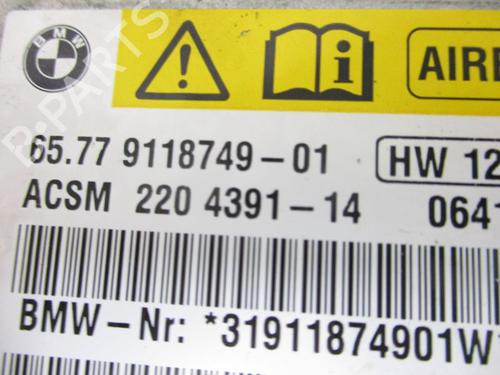 BMW
AIRB
65.77 9118749-01 HW 12
ACSM 220 4391-14 0641
BMW-Nr: *31911874901W
B-PARTS